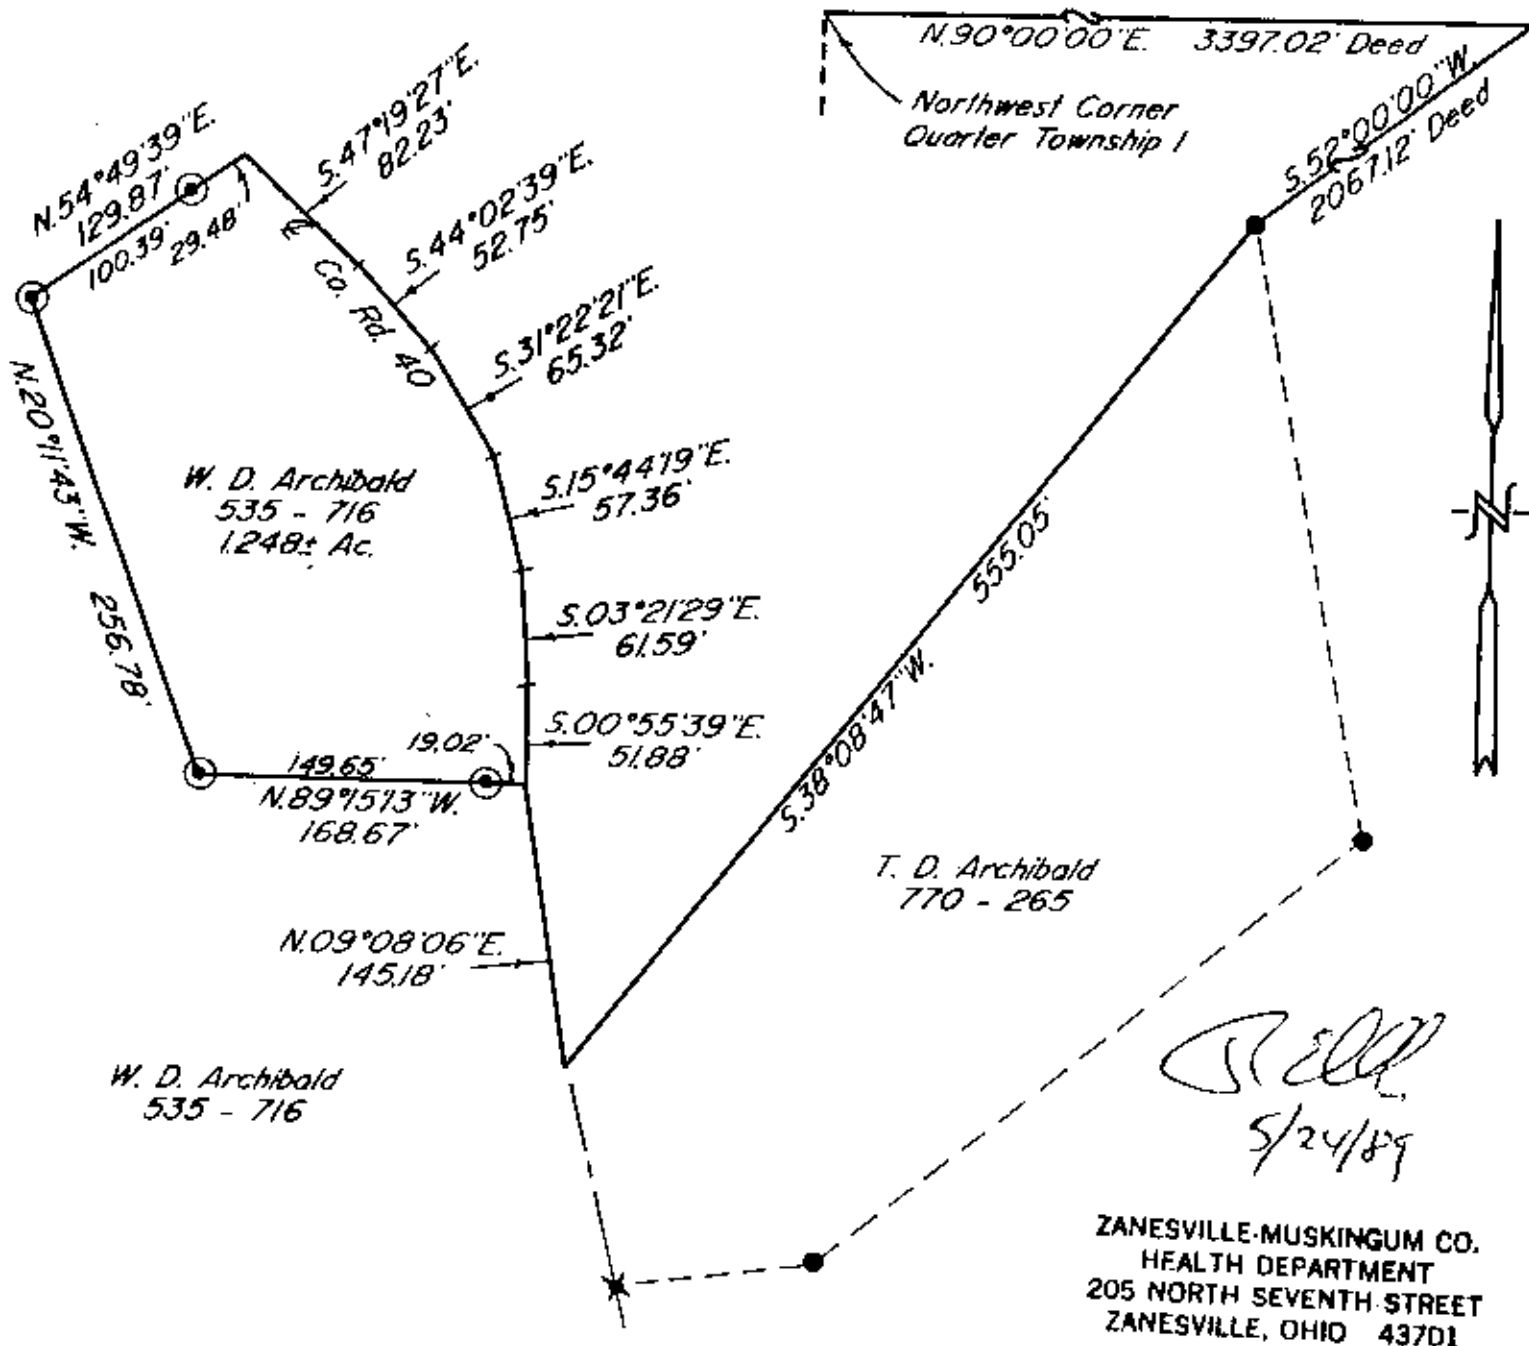 N.90°00'00"E. 3397.02' Deed
Northwest Corner
Quarter Township 1
S.52°00'00"W.
2067.12' Deed
N.54°49'39"E.
129.87'
100.39'
29.48'
S.47°19'27"E.
82.23'
S.44°02'39"E.
52.75'
℄ Co. Rd. 40
S.31°22'21"E.
65.32'
N.20°11'43"W. 256.78'
W. D. Archibald
535 - 716
1.248± Ac.
S.15°44'19"E.
57.36'
S.03°21'29"E.
61.59'
S.00°55'39"E.
51.88'
19.02'
149.65'
N.89°15'13"W.
168.67'
S.38°08'47"W. 555.05'
N
T. D. Archibald
770 - 265
N.09°08'06"E.
145.18'
W. D. Archibald
535 - 716
5/24/89
ZANESVILLE-MUSKINGUM CO.
HEALTH DEPARTMENT
205 NORTH SEVENTH STREET
ZANESVILLE, OHIO 43701